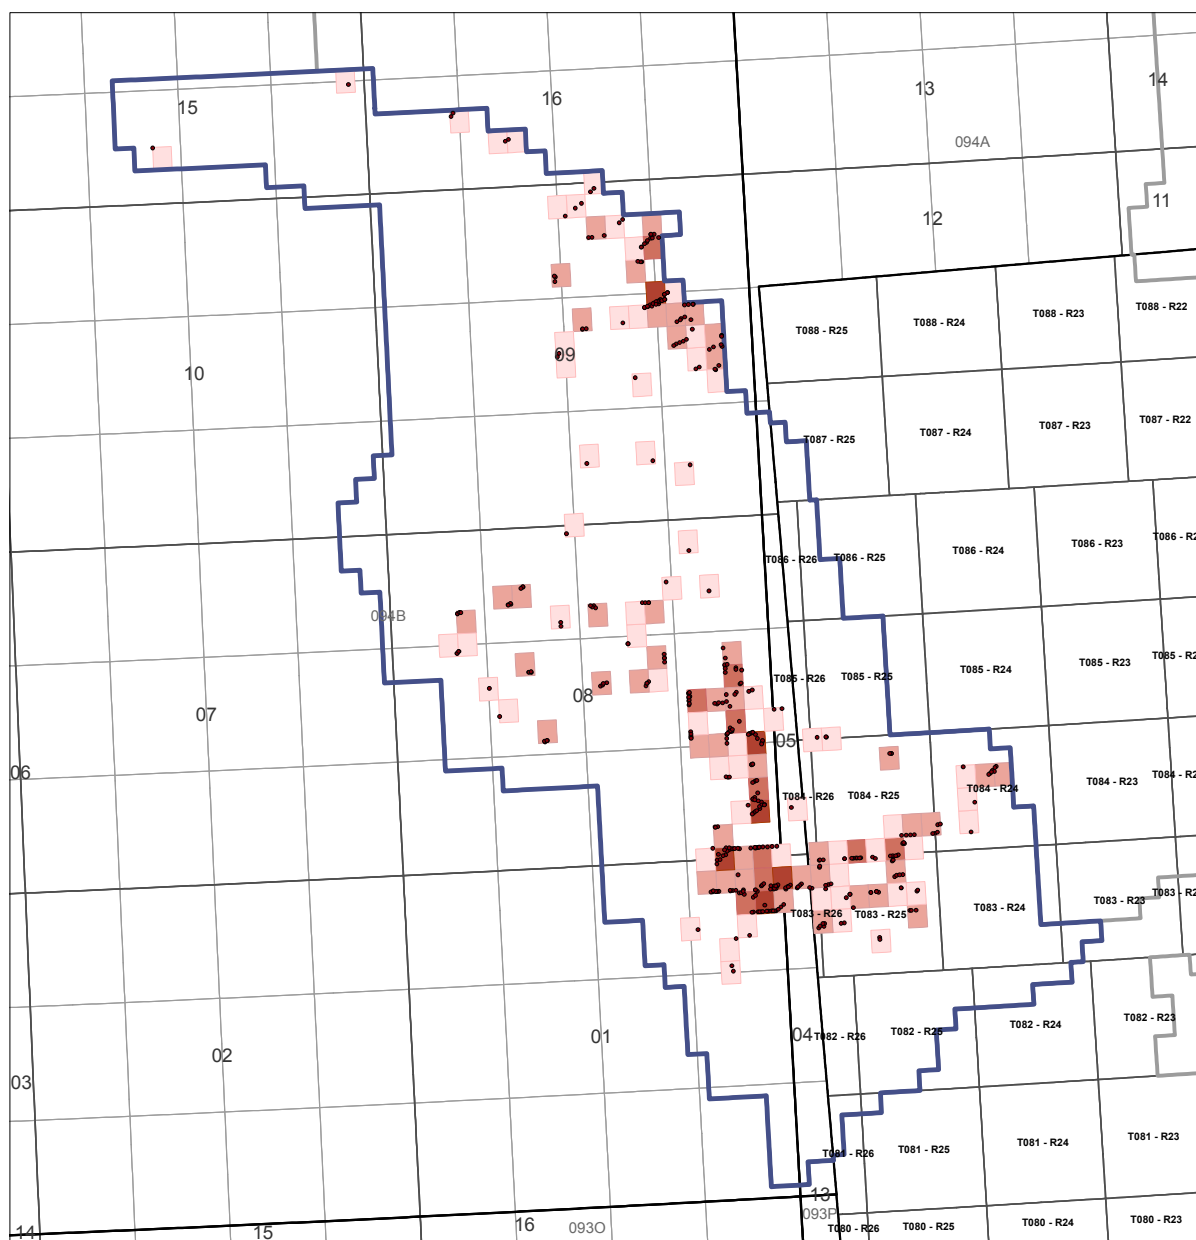 13
14
15
16
094A
11
12
T088 - R22
T088 - R23
T088 - R24
T088 - R25
09
10
T087 - R22
T087 - R23
T087 - R24
T087 - R25
T086 - R23
T086 - R24
T086 - R25
T086 - R26
094B
T085 - R23
T085 - R24
T085 - R25
T085 - R26
08
07
05
06
T084 - R23
T084 - R24
T084 - R25
T084 - R26
T083 - R23
T083 - R24
T083 - R25
T083 - R26
T082 - R23
T082 - R24
T082 - R25
T082 - R26
04
01
02
03
T081 - R23
T081 - R24
T081 - R25
T081 - R26
13
093P
T080 - R23
T080 - R24
T080 - R25
T080 - R26
16
093O
15
14